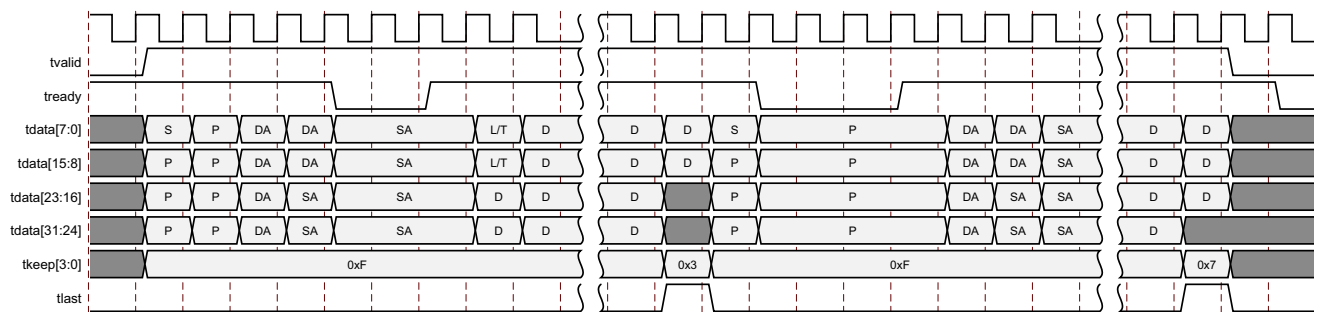 tvalid
tready
tdata[7:0] S P DA DA SA L/T D D D S P DA DA SA D D
tdata[15:8] P P DA DA SA L/T D D D P P DA DA SA D D
tdata[23:16] P P DA SA SA D D D P P DA SA SA D D
tdata[31:24] P P DA SA SA D D D P P DA SA SA D
tkeep[3:0] 0xF 0x3 0xF 0x7
tlast